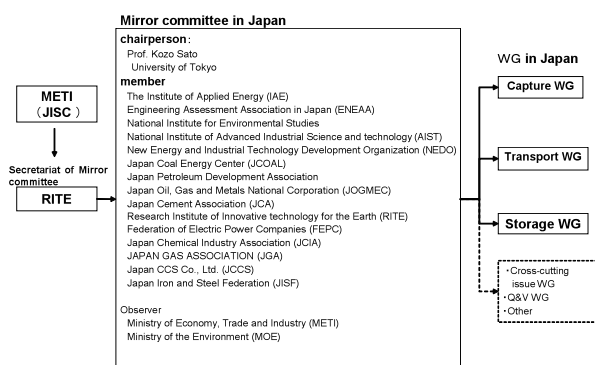 Mirror committee in Japan
chairperson:
Prof. Kozo Sato
University of Tokyo
member
The Institute of Applied Energy (IAE)
Engineering Assessment Association in Japan (ENEAA)
National Institute for Environmental Studies
National Institute of Advanced Industrial Science and technology (AIST)
New Energy and Industrial Technology Development Organization (NEDO)
Japan Coal Energy Center (JCOAL)
Japan Petroleum Development Association
Japan Oil, Gas and Metals National Corporation (JOGMEC)
Japan Cement Association (JCA)
Research Institute of Innovative technology for the Earth (RITE)
Federation of Electric Power Companies (FEPC)
Japan Chemical Industry Association (JCIA)
JAPAN GAS ASSOCIATION (JGA)
Japan CCS Co., Ltd. (JCCS)
Japan Iron and Steel Federation (JISF)
Observer
Ministry of Economy, Trade and Industry (METI)
Ministry of the Environment (MOE)
METI
（JISC）
Secretariat of Mirror
committee
RITE
WG in Japan
Capture WG
Transport WG
Storage WG
・Cross-cutting
issue WG
・Q&V WG
・Other